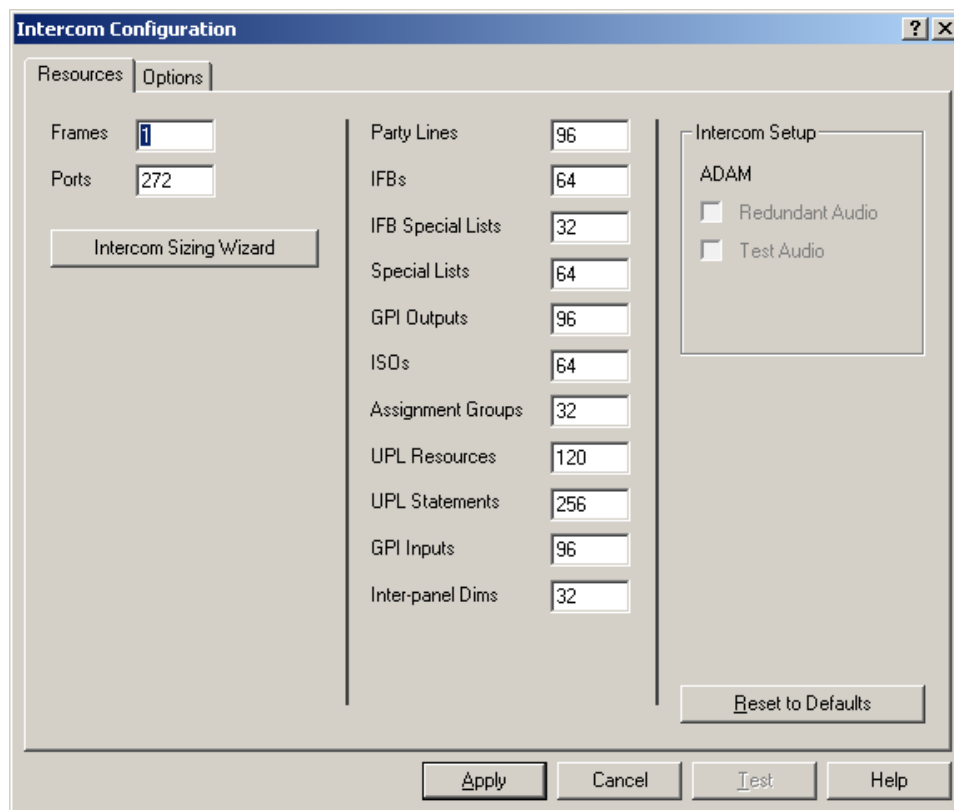 Intercom Configuration
Resources
Options
Frames 1
Ports 272
Intercom Sizing Wizard
Party Lines 96
IFBs 64
IFB Special Lists 32
Special Lists 64
GPI Outputs 96
ISOs 64
Assignment Groups 32
UPL Resources 120
UPL Statements 256
GPI Inputs 96
Inter-panel Dims 32
Intercom Setup
ADAM
Redundant Audio
Test Audio
Reset to Defaults
Apply
Cancel
Test
Help